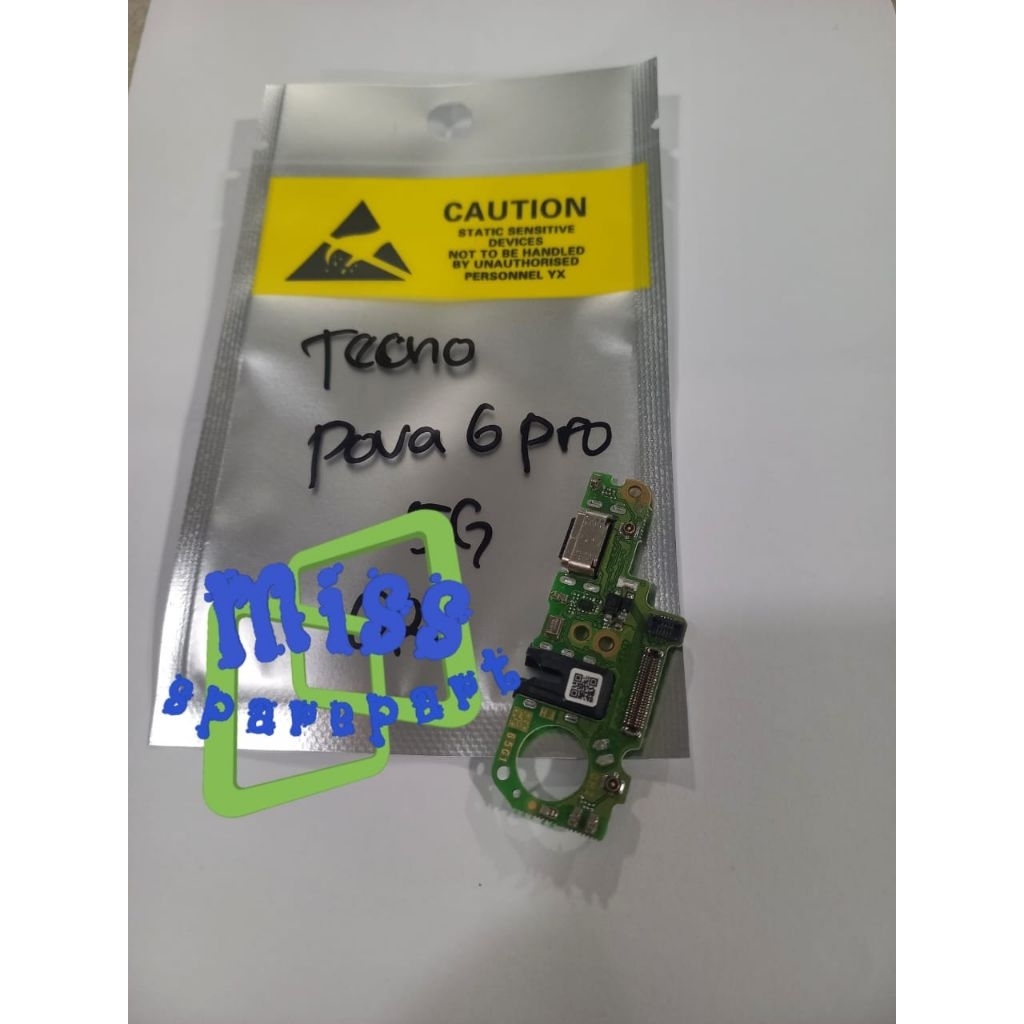 CAUTION
STATIC SENSITIVE
DEVICES
NOT TO BE HANDLED
BY UNAUTHORISED
PERSONNEL YX
Tecno
Pova 6 pro
5G
miss
sparepart
65G1